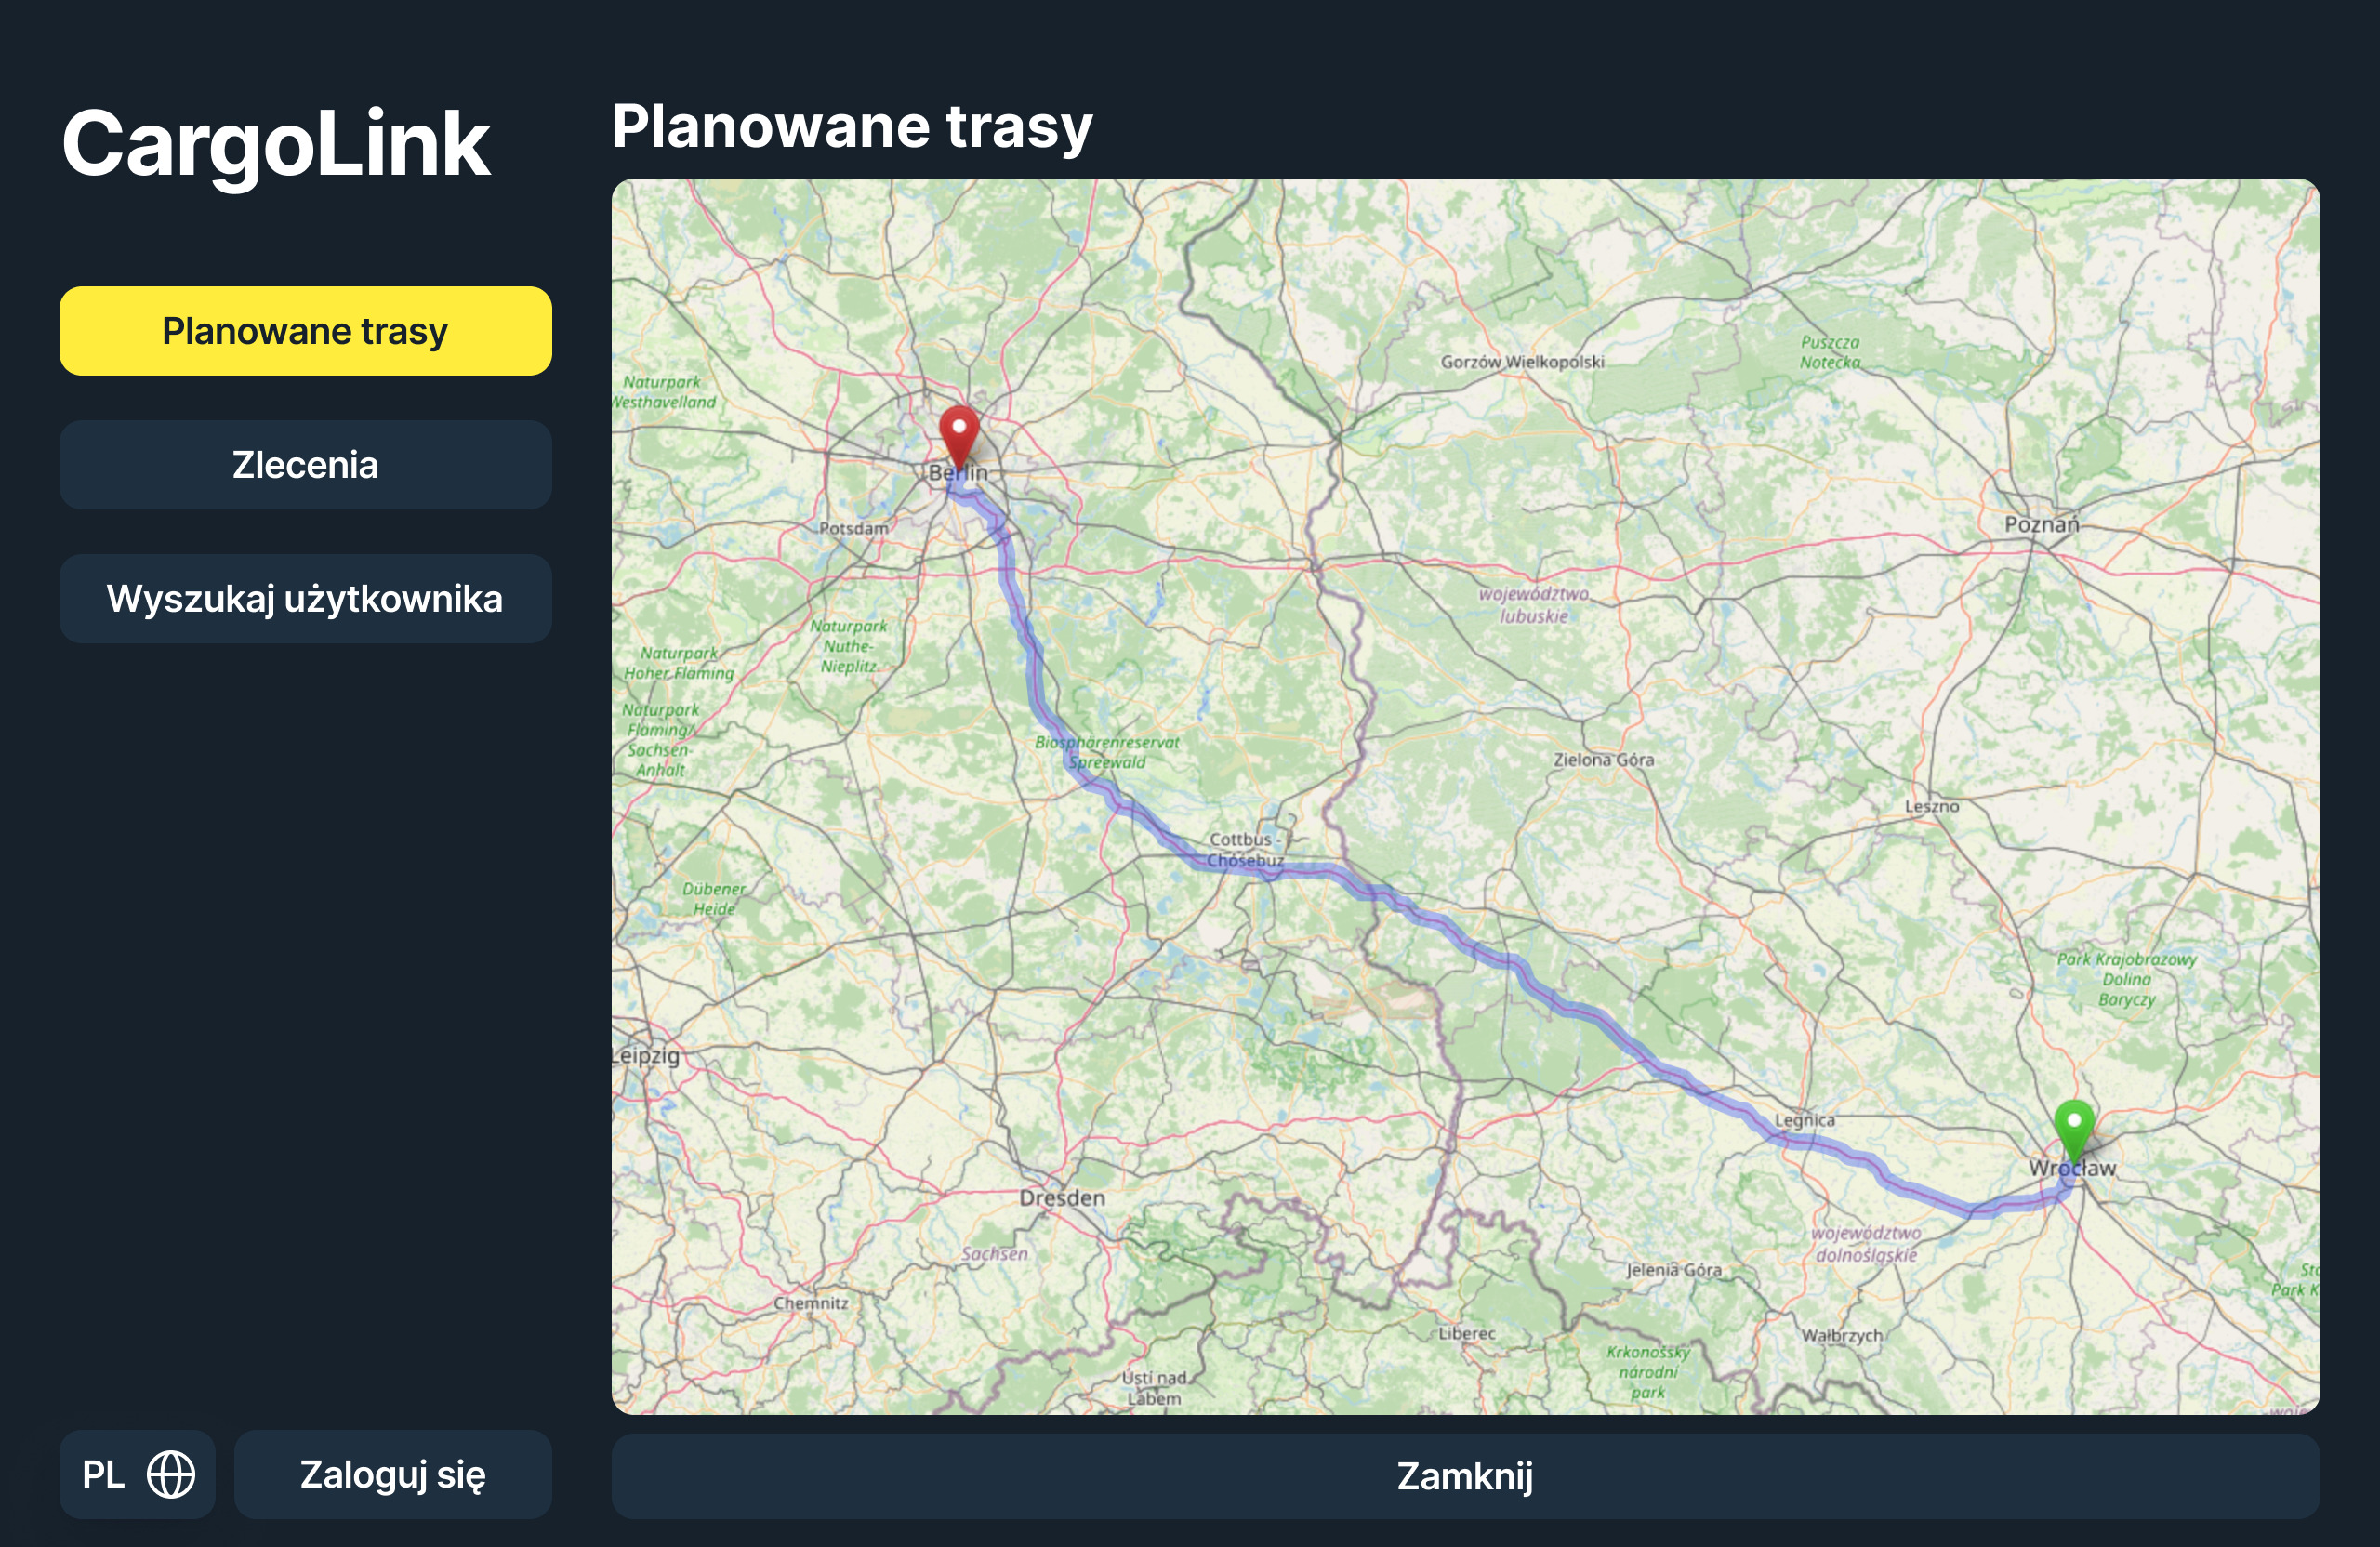 CargoLink
Planowane trasy
Zlecenia
Wyszukaj użytkownika
PL
Zaloguj się
Planowane trasy
Gorzów Wielkopolski
Puszcza
Notecka
Naturpark
Westhavelland
Berlin
Potsdam
Poznań
województwo
lubuskie
Naturpark
Nuthe-
Nieplitz
Naturpark
Hoher Fläming
Naturpark
Fläming/
Sachsen-
Anhalt
Biosphärenreservat
Spreewald
Zielona Góra
Leszno
Cottbus -
Chóśebuz
Dübener
Heide
Park Krajobrazowy
Dolina
Baryczy
Leipzig
Legnica
Wrocław
Dresden
Sachsen
województwo
dolnośląskie
Jelenia Góra
Chemnitz
Liberec
Wałbrzych
Krkonošský
národní
park
Ústí nad
Labem
Park
Zamknij